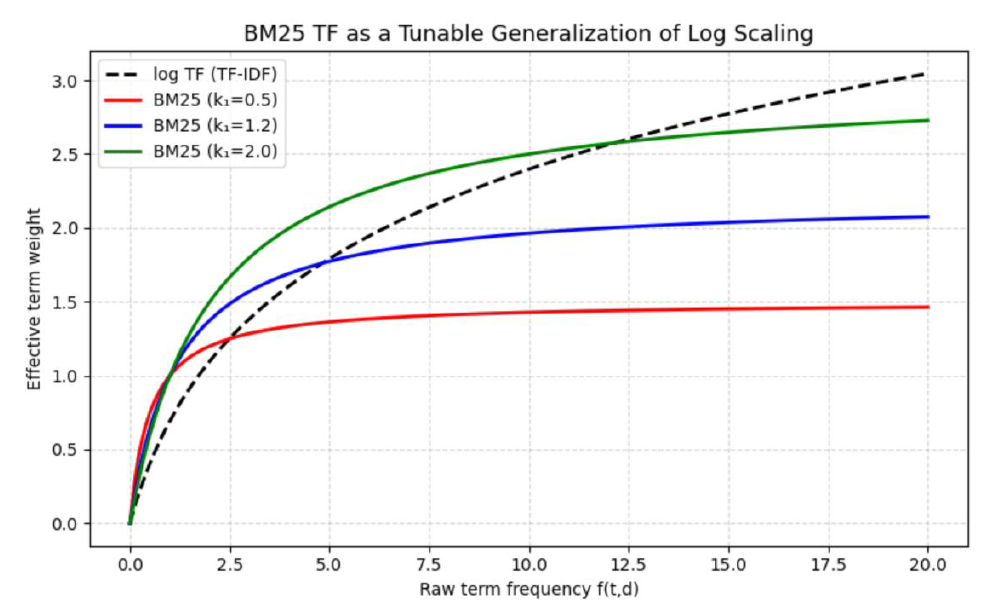 BM25 TF as a Tunable Generalization of Log Scaling
log TF (TF-IDF)
BM25 (k₁=0.5)
BM25 (k₁=1.2)
BM25 (k₁=2.0)
Effective term weight
3.0
2.5
2.0
1.5
1.0
0.5
0.0
0.0 2.5 5.0 7.5 10.0 12.5 15.0 17.5 20.0
Raw term frequency f(t,d)